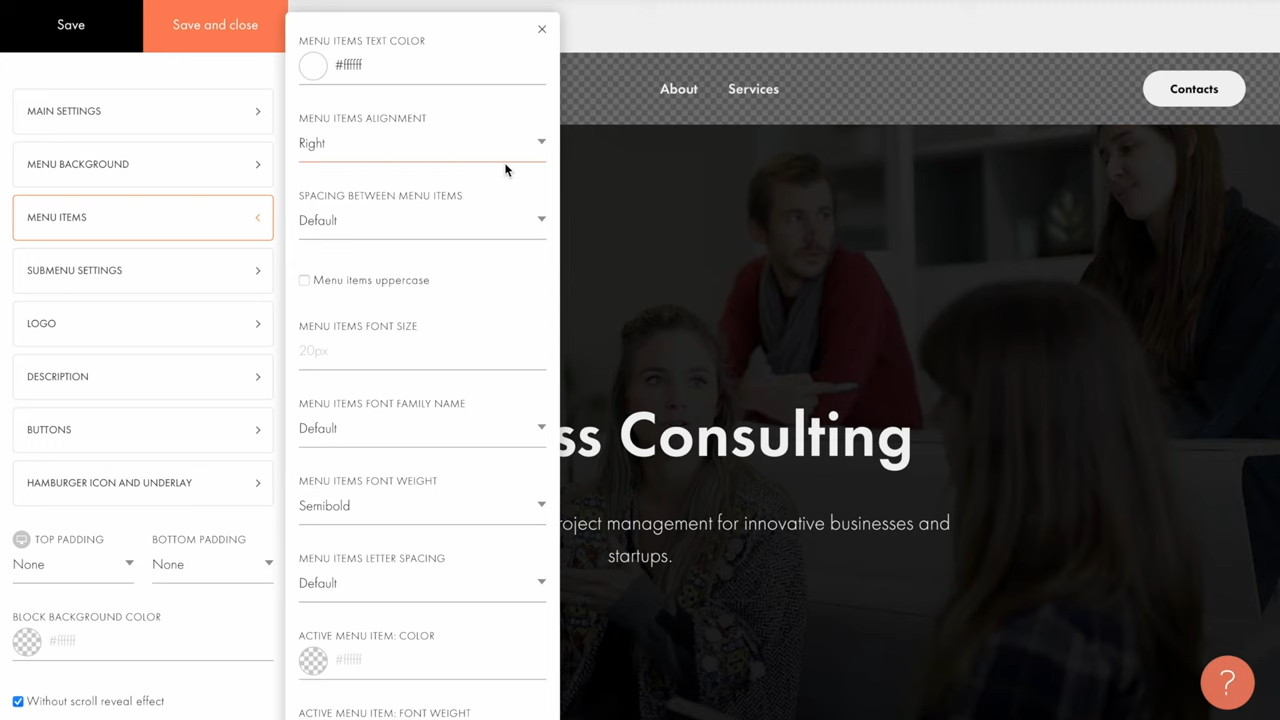 Save
Save and close
MAIN SETTINGS
MENU BACKGROUND
MENU ITEMS
SUBMENU SETTINGS
LOGO
DESCRIPTION
BUTTONS
HAMBURGER ICON AND UNDERLAY
TOP PADDING
BOTTOM PADDING
None
None
BLOCK BACKGROUND COLOR
#ffffff
Without scroll reveal effect
MENU ITEMS TEXT COLOR
#ffffff
MENU ITEMS ALIGNMENT
Right
SPACING BETWEEN MENU ITEMS
Default
Menu items uppercase
MENU ITEMS FONT SIZE
20px
MENU ITEMS FONT FAMILY NAME
Default
MENU ITEMS FONT WEIGHT
Semibold
MENU ITEMS LETTER SPACING
Default
ACTIVE MENU ITEM: COLOR
#ffffff
ACTIVE MENU ITEM: FONT WEIGHT
About
Services
Contacts
ss Consulting
roject management for innovative businesses and
startups.
?